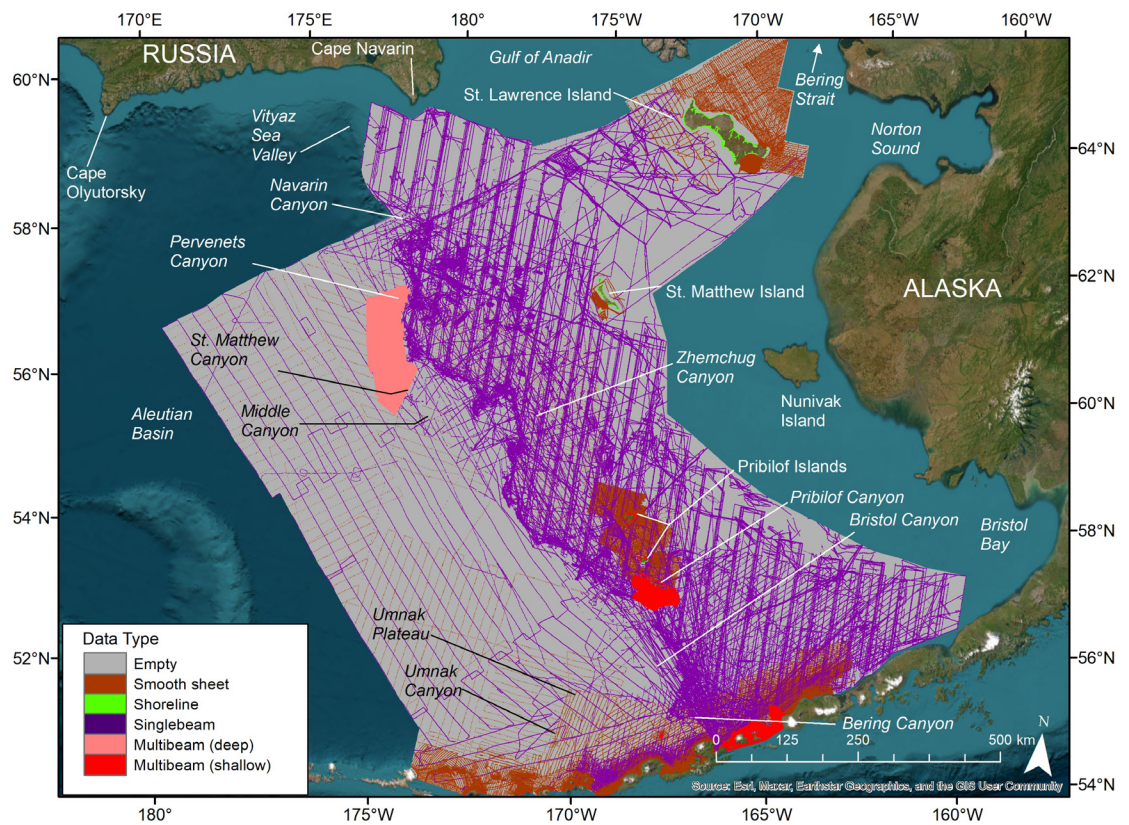 170°E 175°E 180° 175°W 170°W 165°W 160°W
RUSSIA
Cape Navarin
Gulf of Anadir
60°N
Bering
Strait
St. Lawrence Island
Vityaz
Sea
Valley
Norton
Sound
64°N
Cape
Olyutorsky
Navarin
Canyon
58°N
Pervenets
Canyon
62°N
ALASKA
St. Matthew Island
St. Matthew
Canyon
Zhemchug
Canyon
56°N
Nunivak
Island
60°N
Aleutian
Basin
Middle
Canyon
Pribilof Islands
Pribilof Canyon
54°N
Bristol Canyon
Bristol
Bay
58°N
Umnak
Plateau
Umnak
Canyon
52°N
56°N
Data Type
Empty
Smooth sheet
Shoreline
Singlebeam
Multibeam (deep)
Multibeam (shallow)
Bering Canyon
N
0 125 250 500 km
Source: Esri, Maxar, Earthstar Geographics, and the GIS User Community
54°N
180° 175°W 170°W 165°W 160°W